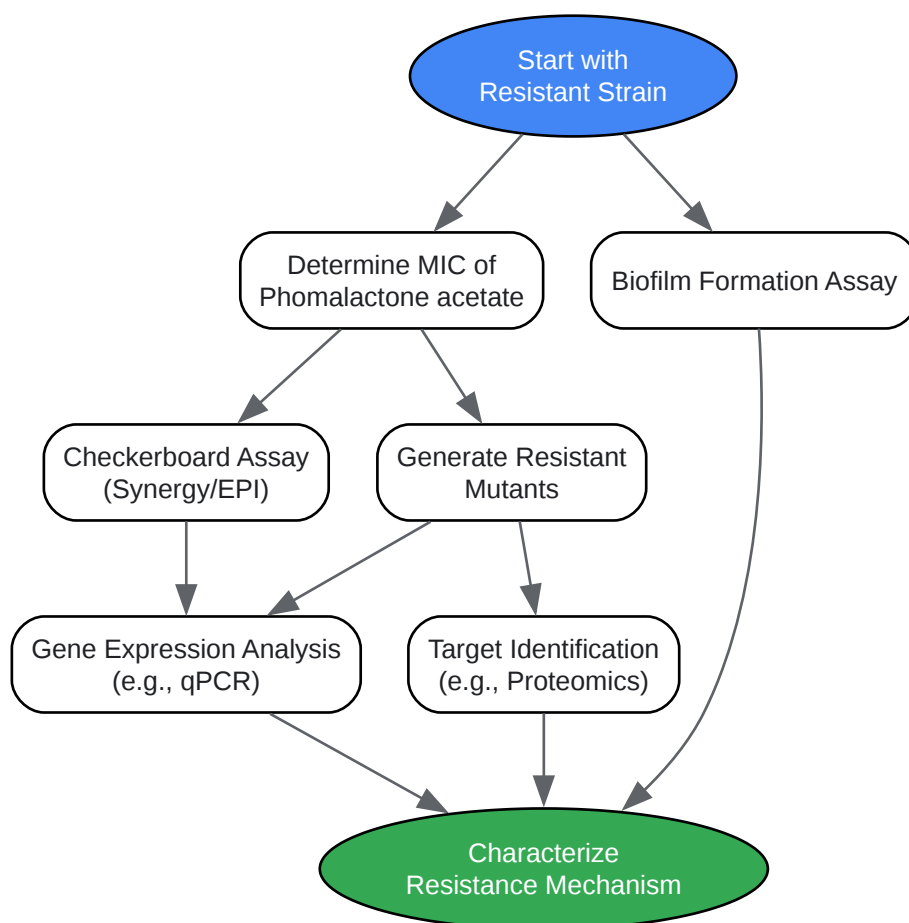 Start with
Resistant Strain
Determine MIC of
Phomalactone acetate
Biofilm Formation Assay
Checkerboard Assay
(Synergy/EPI)
Generate Resistant
Mutants
Gene Expression Analysis
(e.g., qPCR)
Target Identification
(e.g., Proteomics)
Characterize
Resistance Mechanism